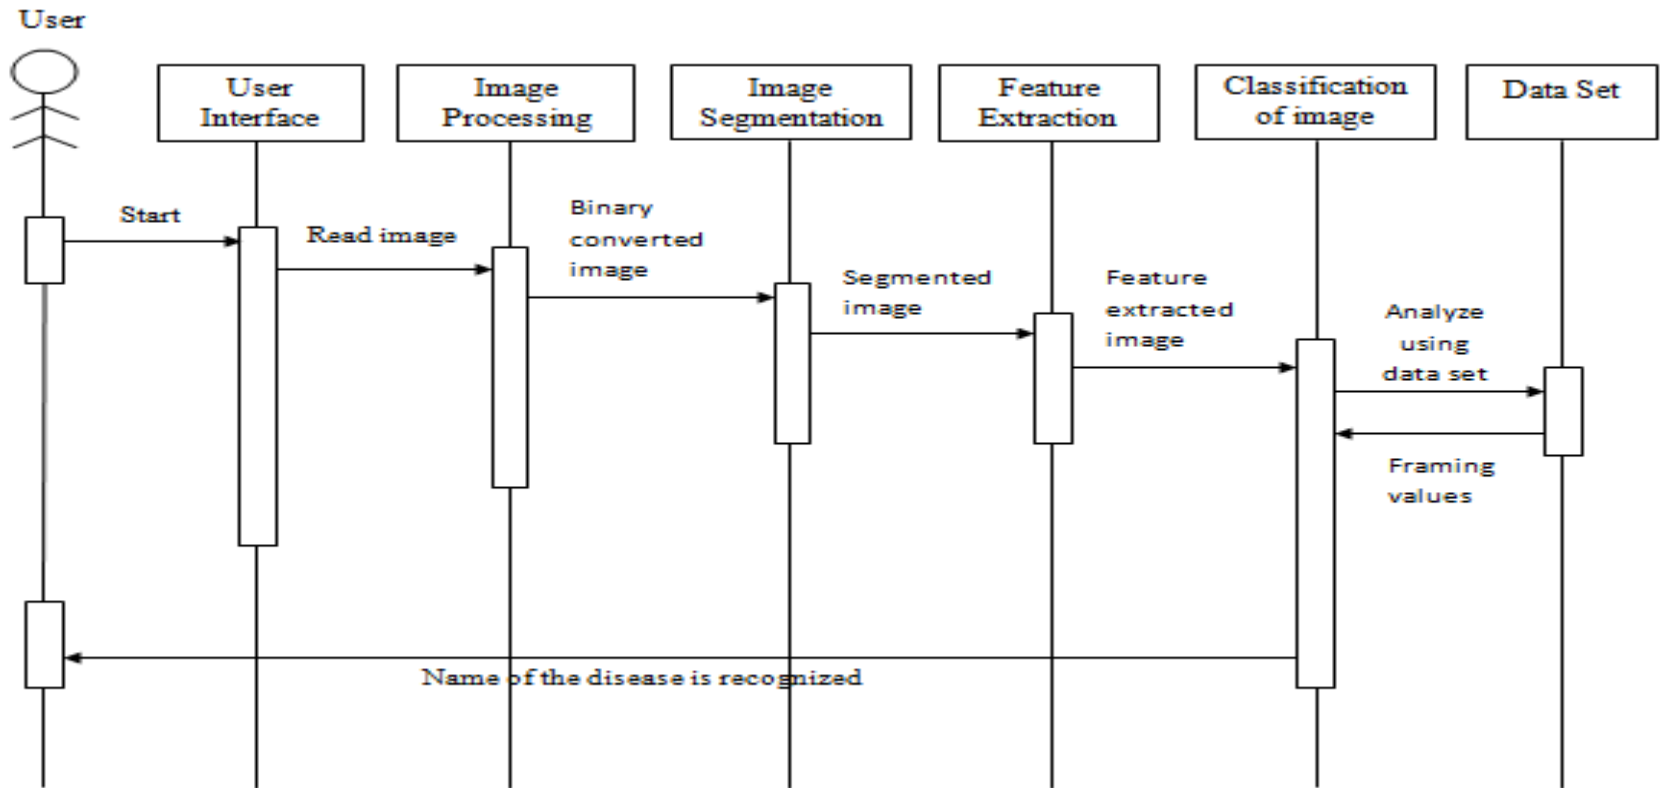 User
User
Interface
Image
Processing
Image
Segmentation
Feature
Extraction
Classification
of image
Data Set
Start
Read image
Binary
converted
image
Segmented
image
Feature
extracted
image
Analyze
using
data set
Framing
values
Name of the disease is recognized